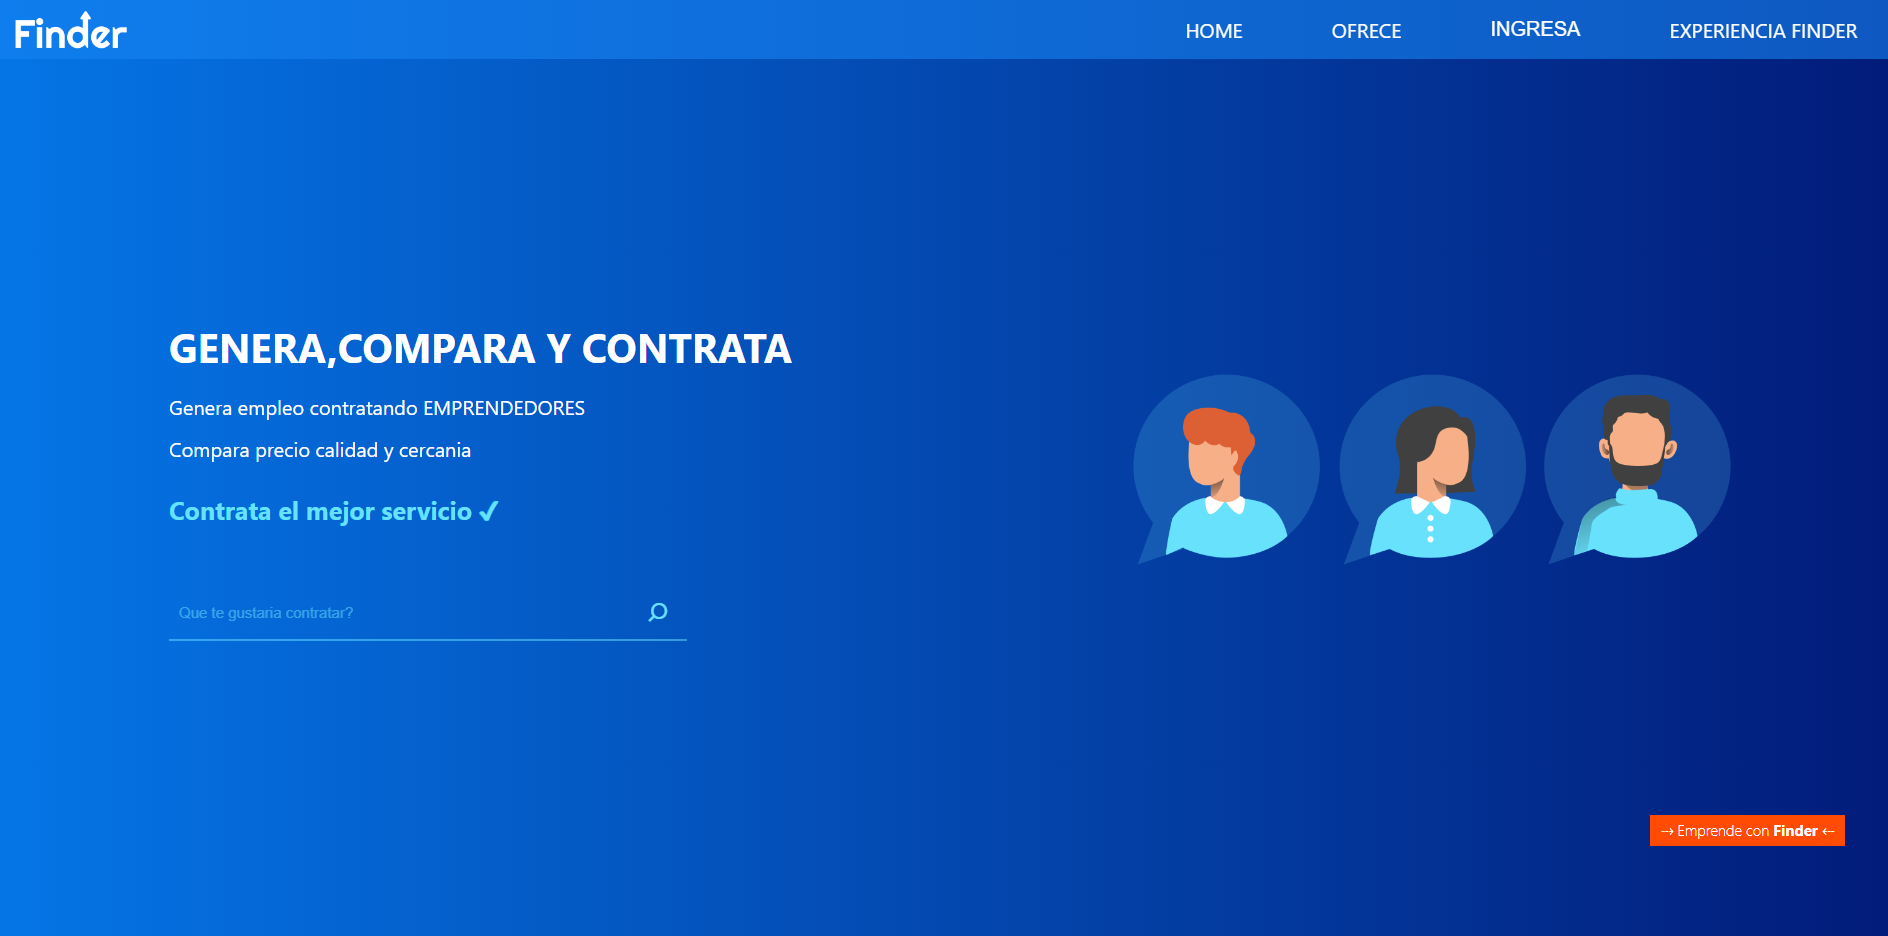 Finder
HOME
OFRECE
INGRESA
EXPERIENCIA FINDER
GENERA,COMPARA Y CONTRATA
Genera empleo contratando EMPRENDEDORES
Compara precio calidad y cercania
Contrata el mejor servicio ✓
Que te gustaria contratar?
→ Emprende con Finder ←